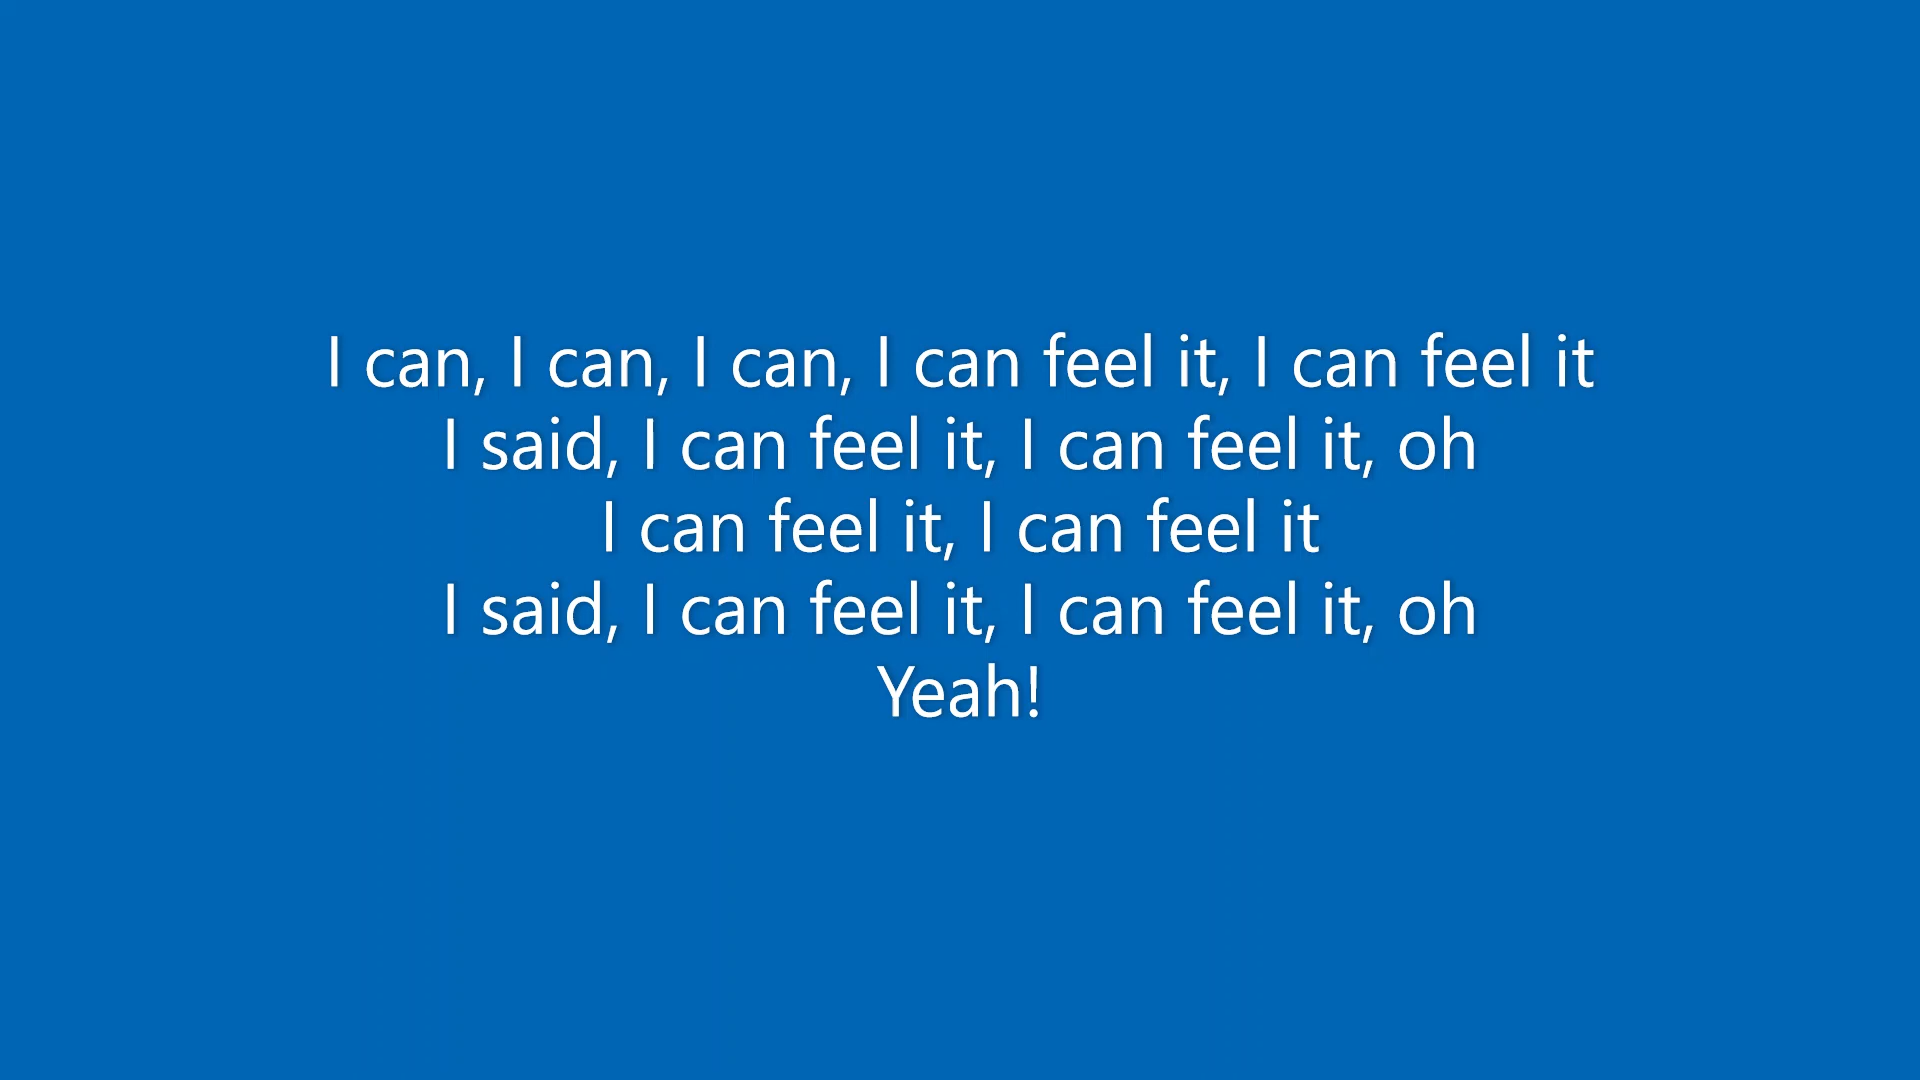 I can, I can, I can, I can feel it, I can feel it
I said, I can feel it, I can feel it, oh
I can feel it, I can feel it
I said, I can feel it, I can feel it, oh
Yeah!